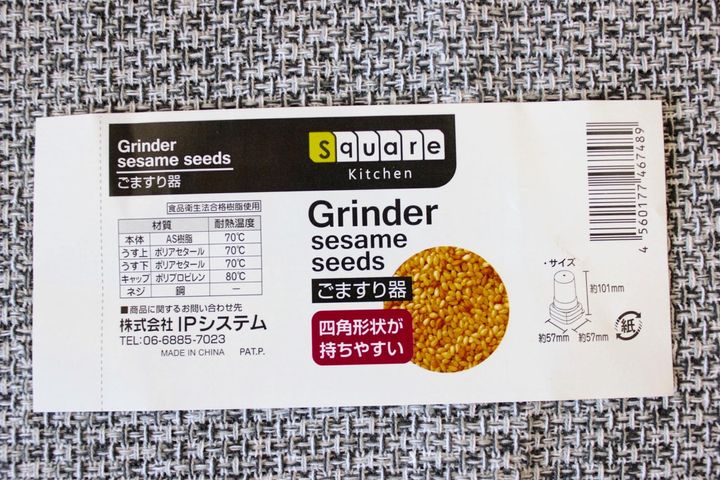 Grinder
sesame seeds
ごますり器
square
Kitchen
食品衛生法合格樹脂使用
材質 耐熱温度
本体 AS樹脂 70℃
うす上 ポリアセタール 70℃
うす下 ポリアセタール 70℃
キャップ ポリプロピレン 80℃
ネジ 鋼 −
■商品に関するお問い合わせ先
株式会社 IPシステム
TEL:06-6885-7023
MADE IN CHINA PAT.P.
Grinder
sesame
seeds
ごますり器
四角形状が
持ちやすい
4 560177 467489
・サイズ
約101mm
約57mm 約57mm
紙